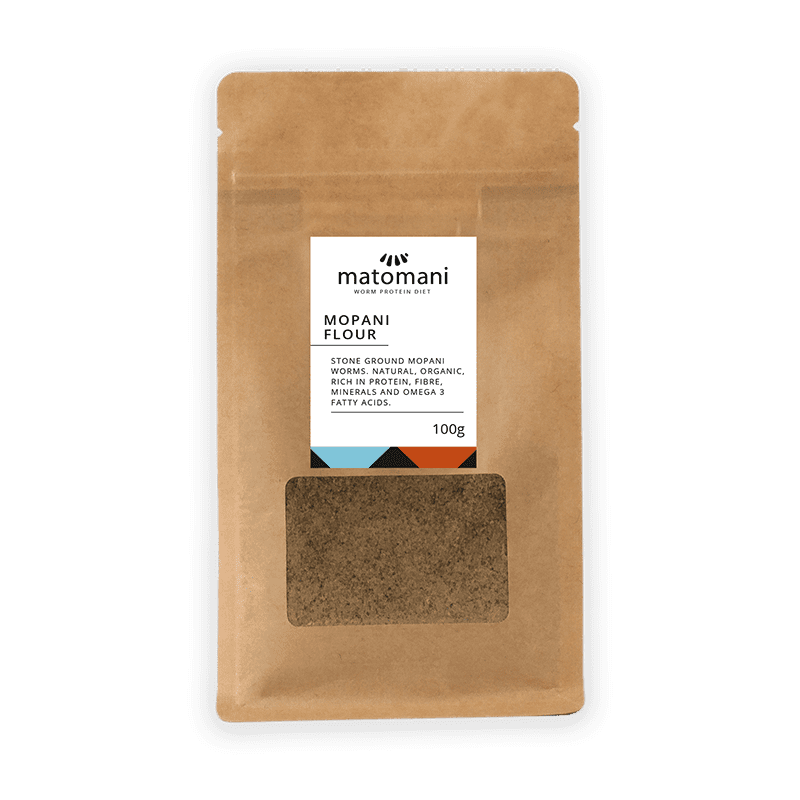 matomani
WORM PROTEIN DIET
MOPANI
FLOUR
STONE GROUND MOPANI
WORMS. NATURAL, ORGANIC,
RICH IN PROTEIN, FIBRE,
MINERALS AND OMEGA 3
FATTY ACIDS.
100g